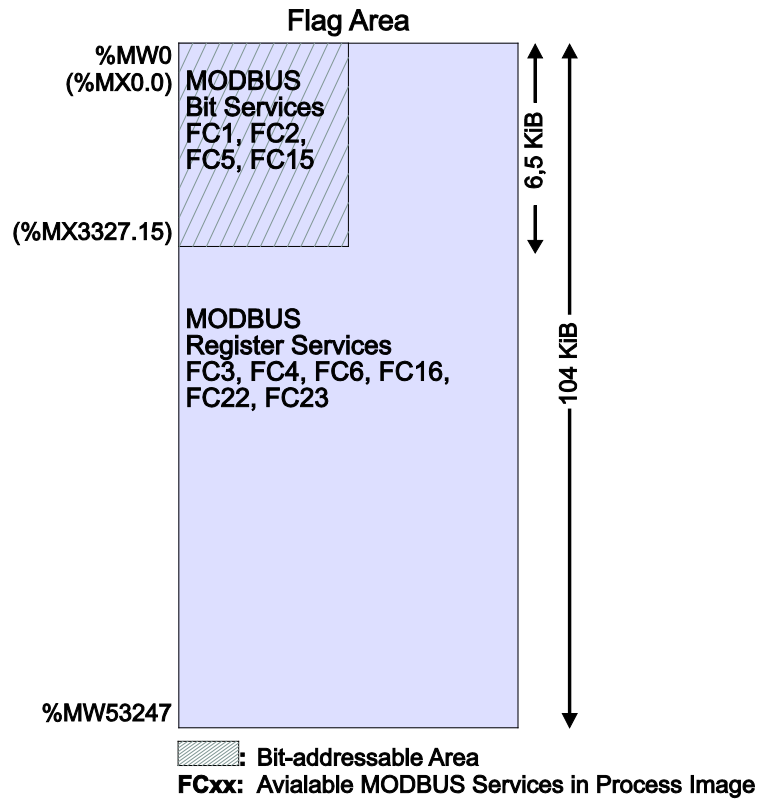 Flag Area
%MW0
(%MX0.0)
MODBUS
Bit Services
FC1, FC2,
FC5, FC15
6,5 KiB
(%MX3327.15)
MODBUS
Register Services
FC3, FC4, FC6, FC16,
FC22, FC23
104 KiB
%MW53247
: Bit-addressable Area
FCxx: Avialable MODBUS Services in Process Image